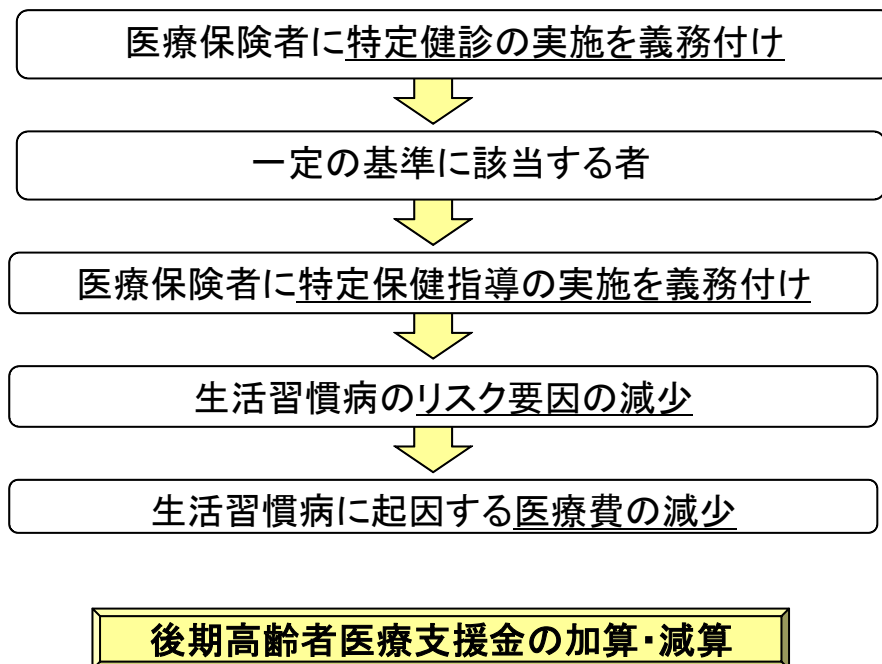 医療保険者に特定健診の実施を義務付け
一定の基準に該当する者
医療保険者に特定保健指導の実施を義務付け
生活習慣病のリスク要因の減少
生活習慣病に起因する医療費の減少
後期高齢者医療支援金の加算・減算